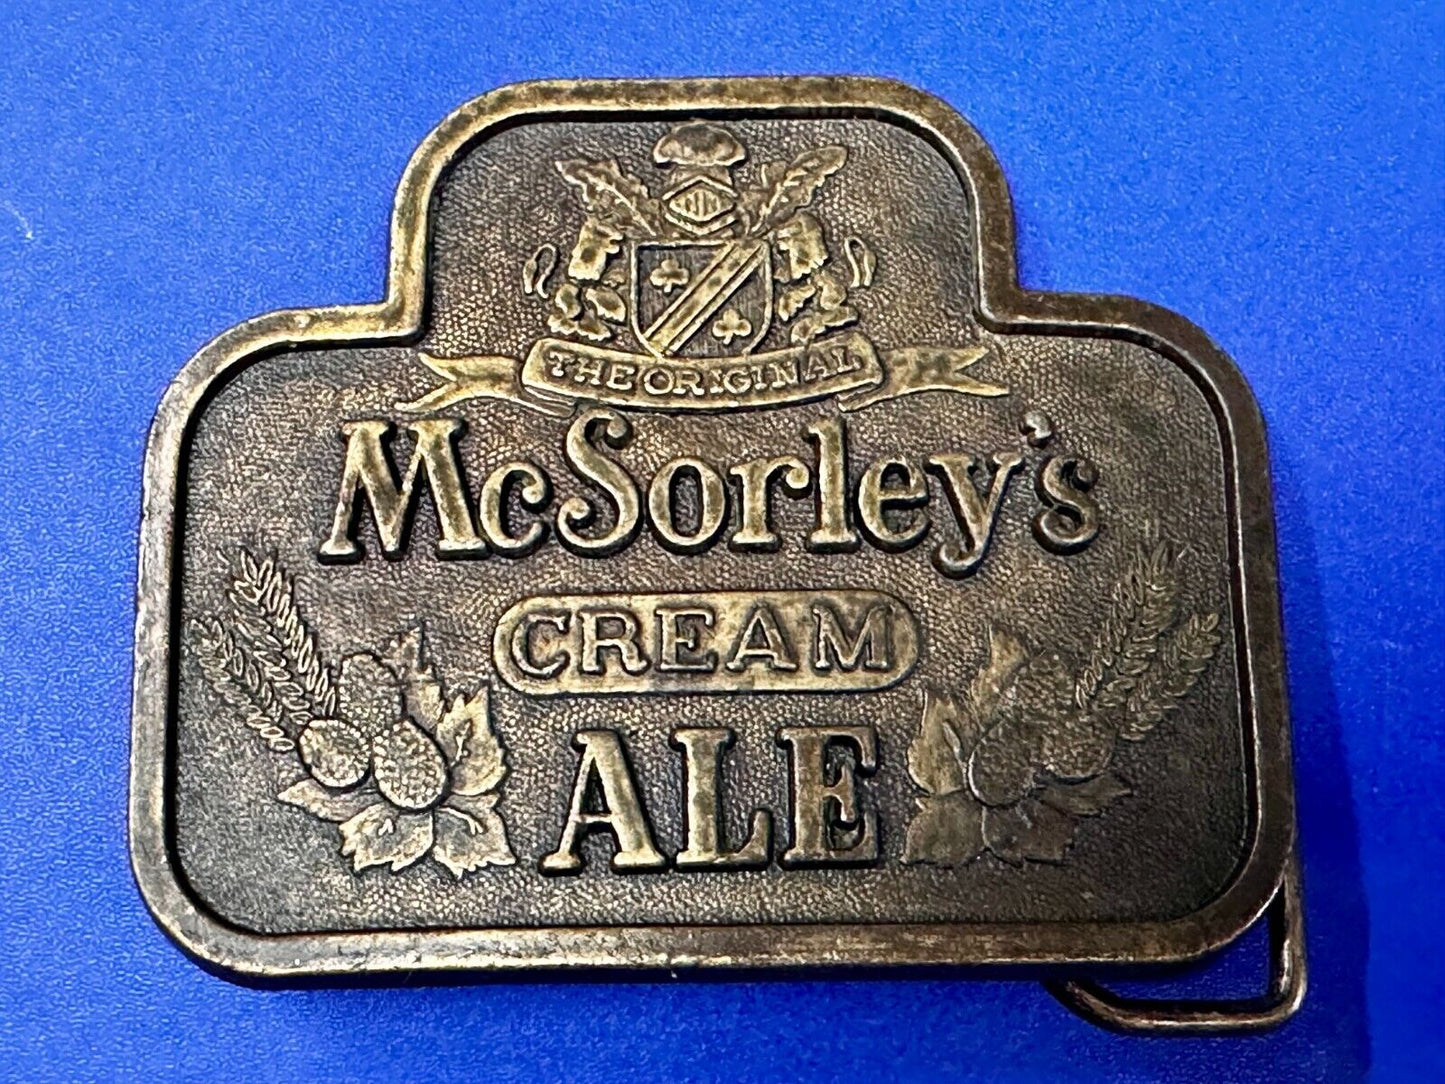 THE ORIGINAL
McSorley's
CREAM
ALE